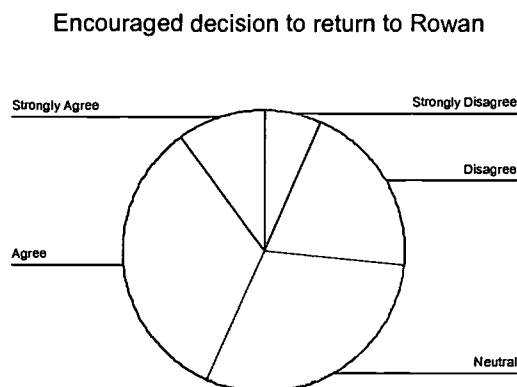 Encouraged decision to return to Rowan
Strongly Agree
Strongly Disagree
Disagree
Agree
Neutral